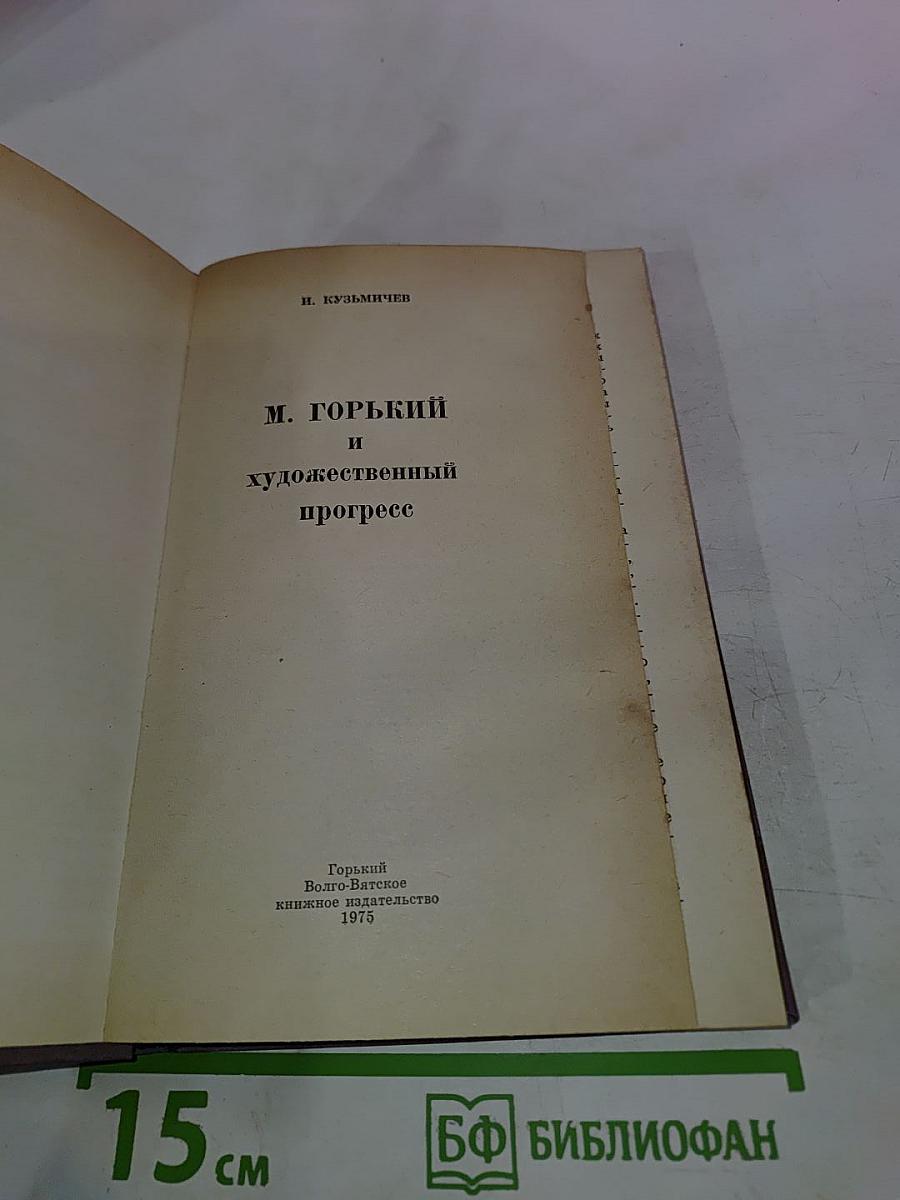 И. КУЗЬМИЧЕВ
М. ГОРЬКИЙ
и
художественный
прогресс
Горький
Волго-Вятское
книжное издательство
1975
15 см
БФ БИБЛИОФАН